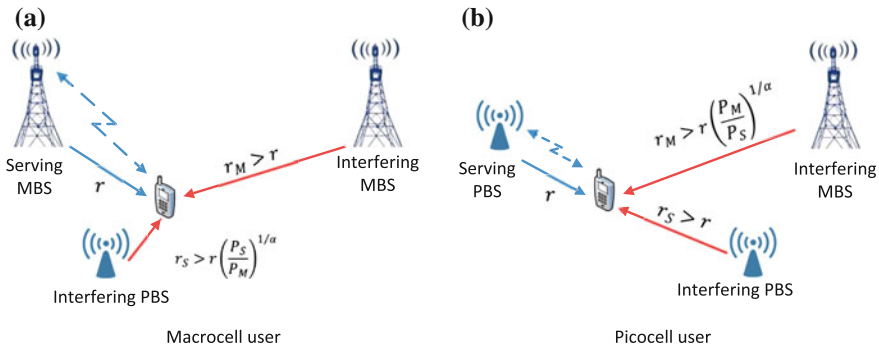 (a)
Serving
MBS
r
r_M > r
Interfering
MBS
r_S > r (P_S/P_M)^{1/α}
Interfering PBS
Macrocell user
(b)
Serving
PBS
r
r_M > r (P_M/P_S)^{1/α}
Interfering
MBS
r_S > r
Interfering PBS
Picocell user